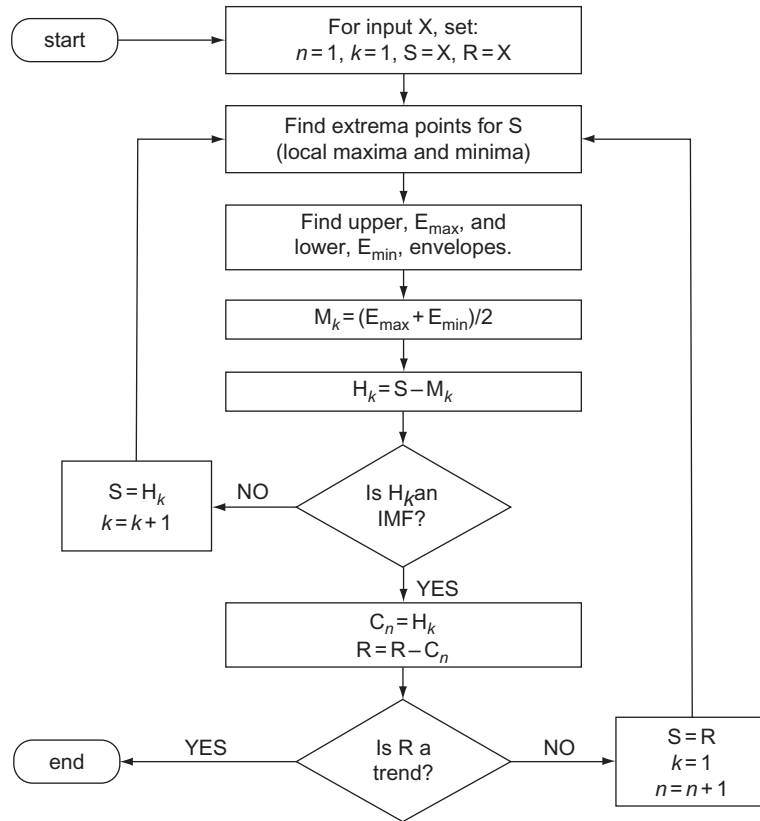 start
For input X, set:
n=1, k=1, S=X, R=X
Find extrema points for S
(local maxima and minima)
Find upper, Emax, and
lower, Emin, envelopes.
Mk=(Emax+Emin)/2
Hk=S–Mk
Is Hk an
IMF?
NO
S=Hk
k=k+1
YES
Cn=Hk
R=R–Cn
Is R a
trend?
YES
end
NO
S=R
k=1
n=n+1